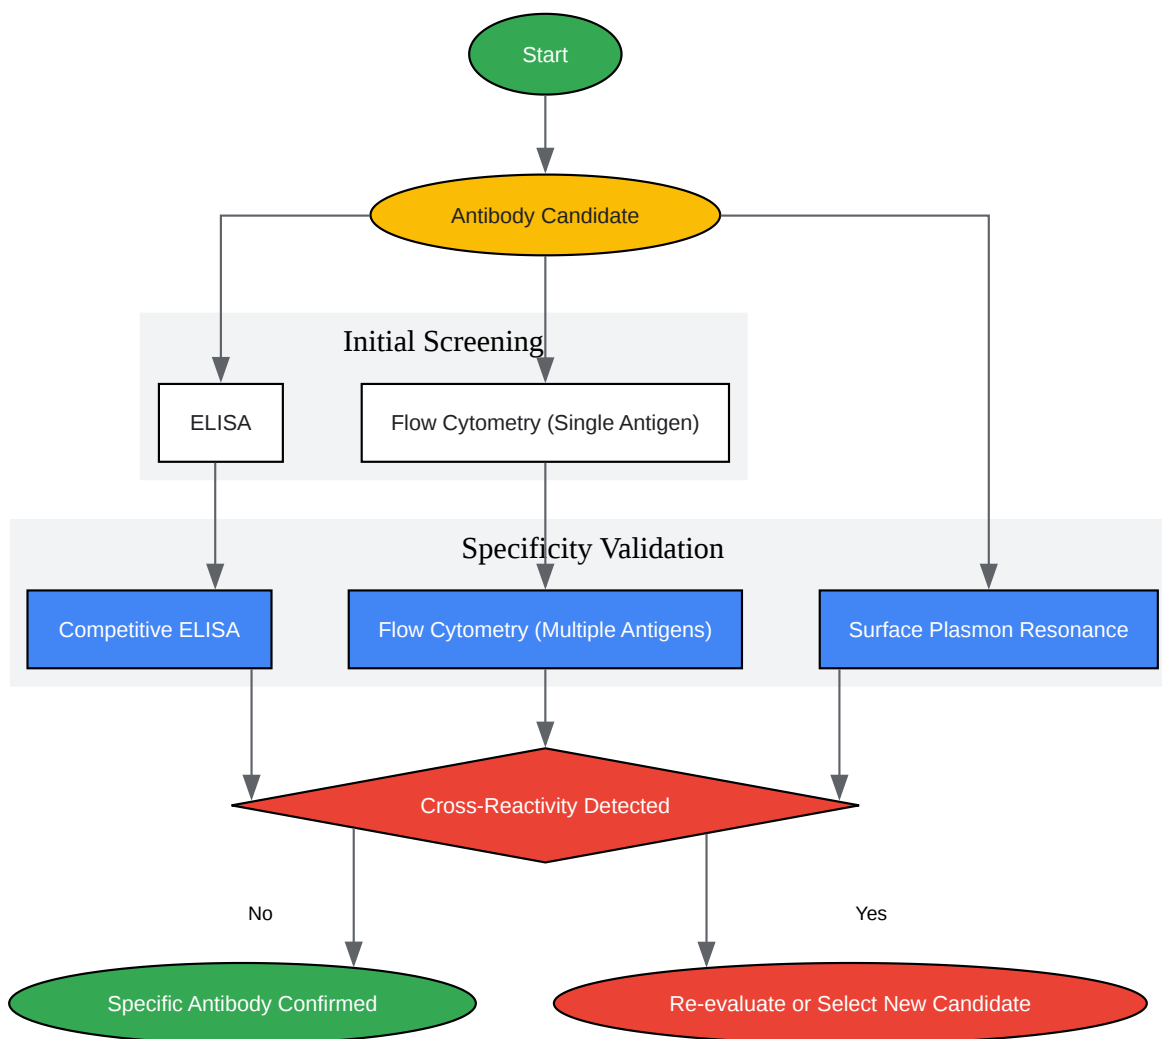 Start
Antibody Candidate
Initial Screening
ELISA
Flow Cytometry (Single Antigen)
Specificity Validation
Competitive ELISA
Flow Cytometry (Multiple Antigens)
Surface Plasmon Resonance
Cross-Reactivity Detected
No
Yes
Specific Antibody Confirmed
Re-evaluate or Select New Candidate